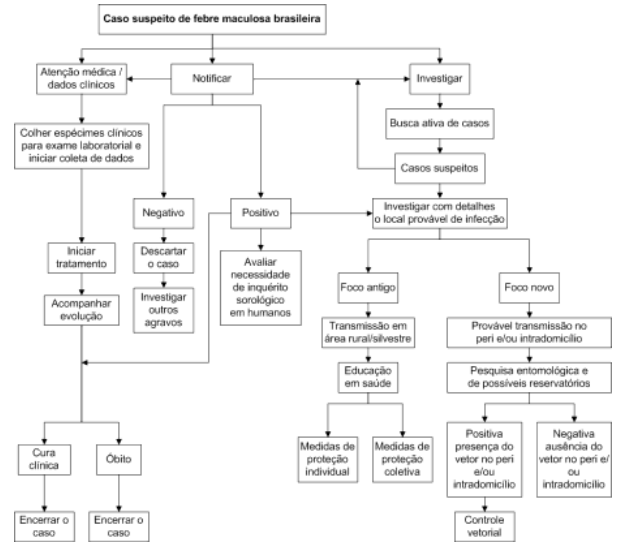 Caso suspeito de febre maculosa brasileira
Atenção médica /
dados clínicos
Notificar
Investigar
Colher espécimes clínicos
para exame laboratorial e
iniciar coleta de dados
Busca ativa de casos
Casos suspeitos
Negativo
Positivo
Investigar com detalhes
o local provável de infecção
Iniciar
tratamento
Descartar
o caso
Avaliar
necessidade
de inquérito
sorológico
em humanos
Foco antigo
Foco novo
Acompanhar
evolução
Investigar
outros
agravos
Transmissão em
área rural/silvestre
Provável transmissão no
peri e/ou intradomicílio
Educação
em saúde
Pesquisa entomológica e
de possíveis reservatórios
Cura
clínica
Óbito
Medidas de
proteção
individual
Medidas de
proteção
coletiva
Positiva
presença do
vetor no peri
e/ou
intradomicílio
Negativa
ausência do
vetor no peri e/
ou
intradomicílio
Encerrar o
caso
Encerrar o
caso
Controle
vetorial